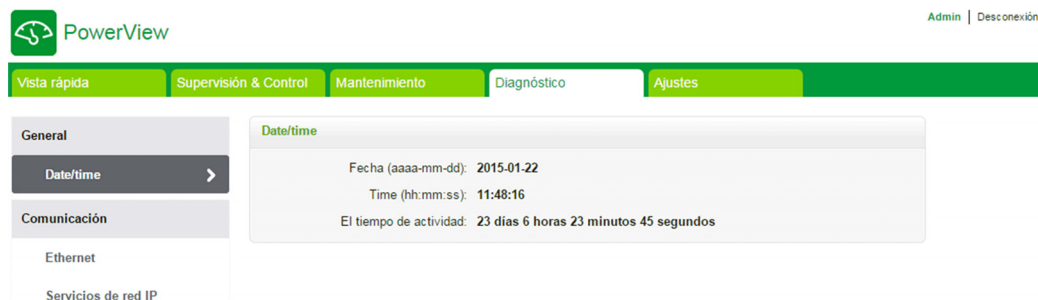 Admin | Desconexión
PowerView
Vista rápida
Supervisión & Control
Mantenimiento
Diagnóstico
Ajustes
General
Date/time
Comunicación
Ethernet
Servicios de red IP
Date/time
Fecha (aaaa-mm-dd): 2015-01-22
Time (hh:mm:ss): 11:48:16
El tiempo de actividad: 23 días 6 horas 23 minutos 45 segundos